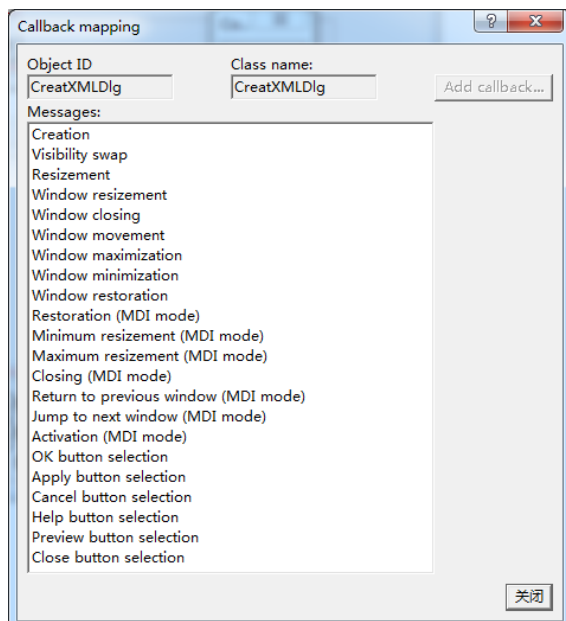 Callback mapping
Object ID
Class name:
CreatXMLDlg
CreatXMLDlg
Add callback...
Messages:
Creation
Visibility swap
Resizement
Window resizement
Window closing
Window movement
Window maximization
Window minimization
Window restoration
Restoration (MDI mode)
Minimum resizement (MDI mode)
Maximum resizement (MDI mode)
Closing (MDI mode)
Return to previous window (MDI mode)
Jump to next window (MDI mode)
Activation (MDI mode)
OK button selection
Apply button selection
Cancel button selection
Help button selection
Preview button selection
Close button selection
关闭